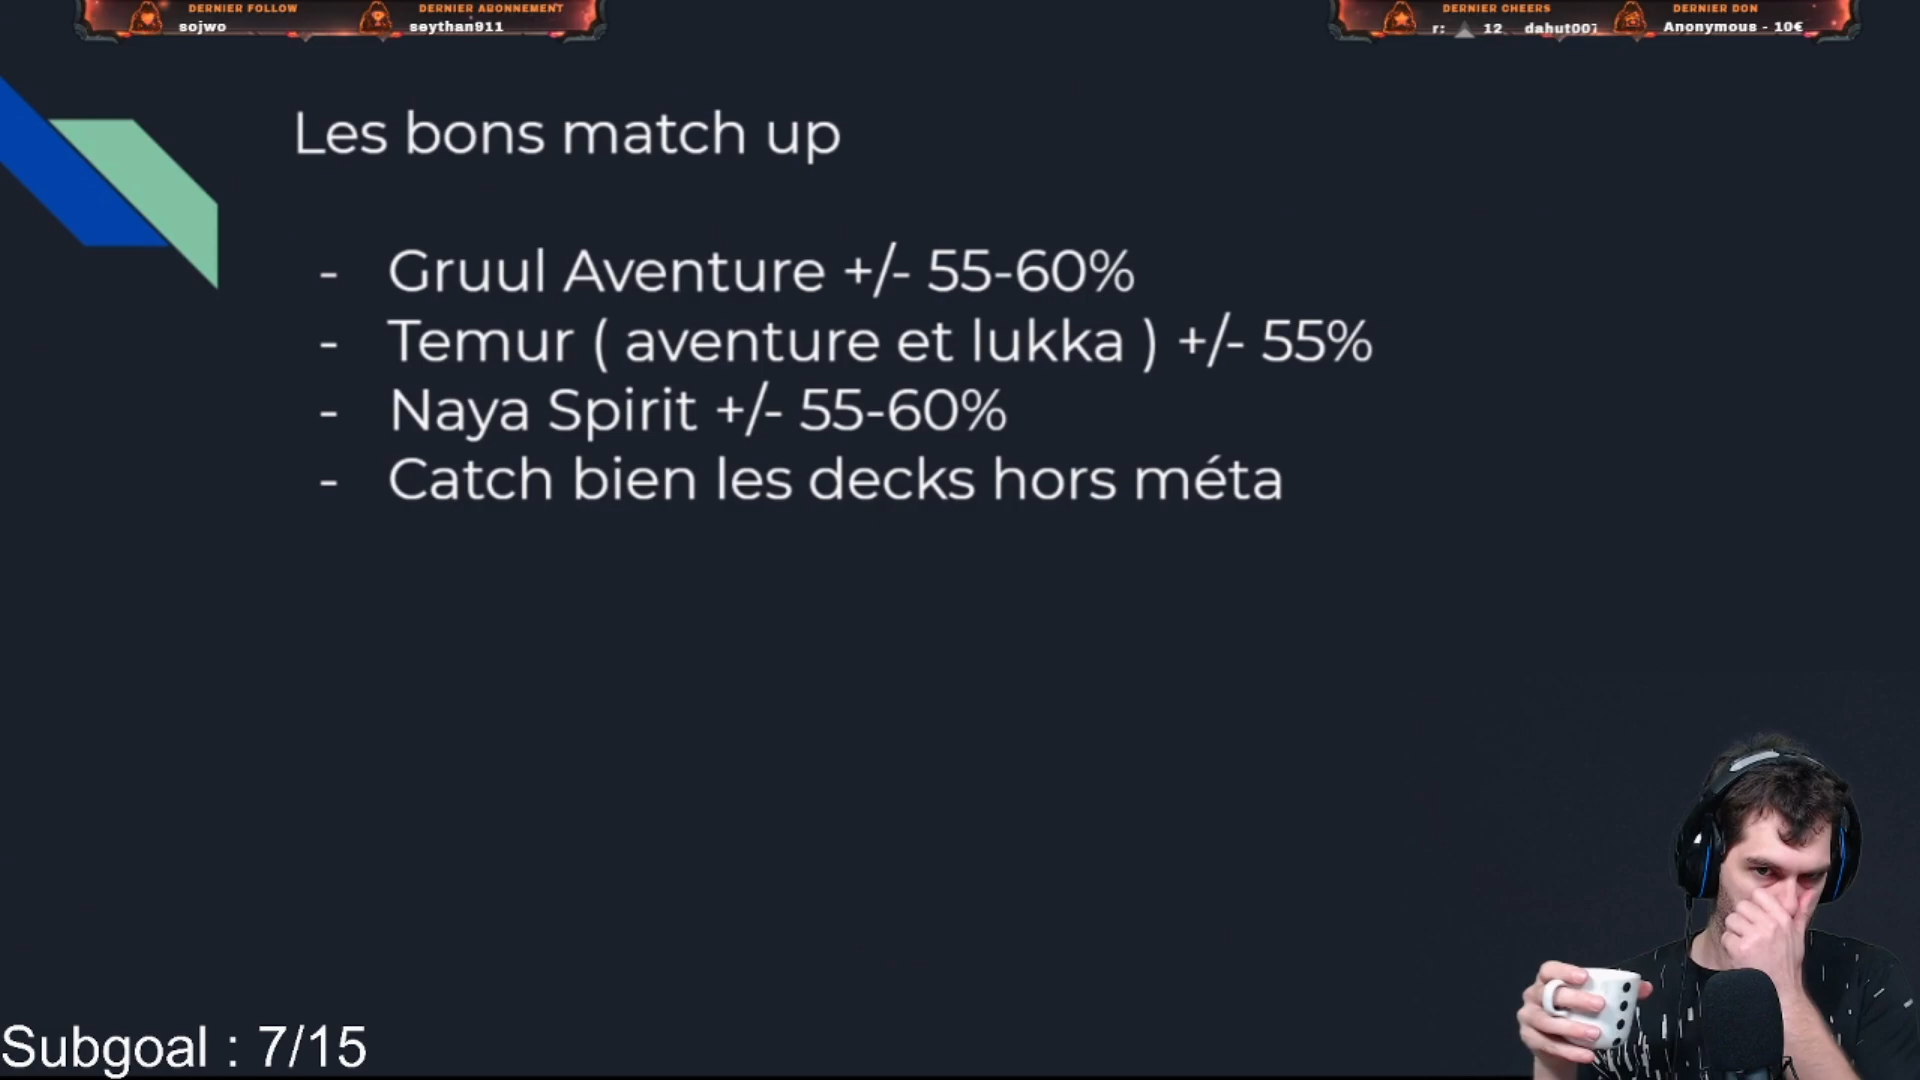 DERNIER FOLLOW
sojwo
DERNIER ABONNEMENT
seythan911
DERNIER CHEERS
r: 12 dahut007
DERNIER DON
Anonymous - 10€
Les bons match up
- Gruul Aventure +/- 55-60%
- Temur ( aventure et lukka ) +/- 55%
- Naya Spirit +/- 55-60%
- Catch bien les decks hors méta
Subgoal : 7/15